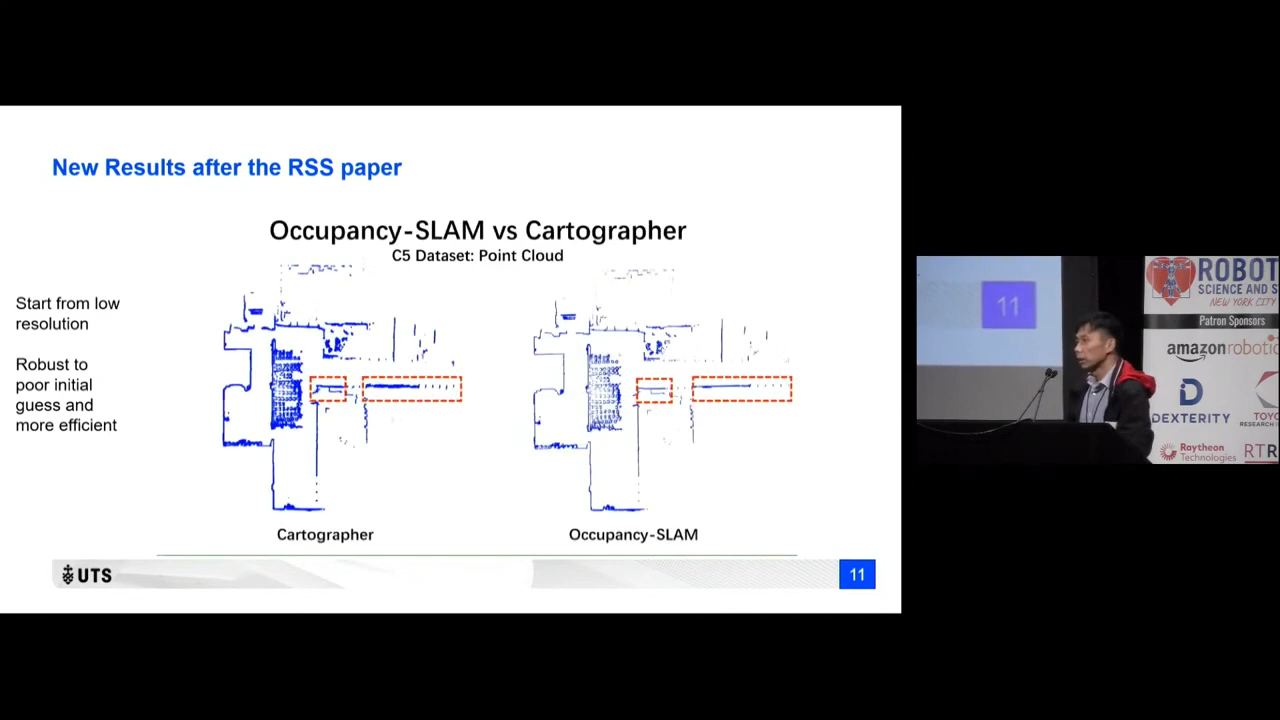 New Results after the RSS paper
Occupancy-SLAM vs Cartographer
C5 Dataset: Point Cloud
Start from low
resolution
Robust to
poor initial
guess and
more efficient
Cartographer
Occupancy-SLAM
UTS
11
11
ROBOT
SCIENCE AND S
NEW YORK CITY
Patron Sponsors
amazon robotic
DEXTERITY
TOYO
RESEARCH
Raytheon
Technologies
RTR